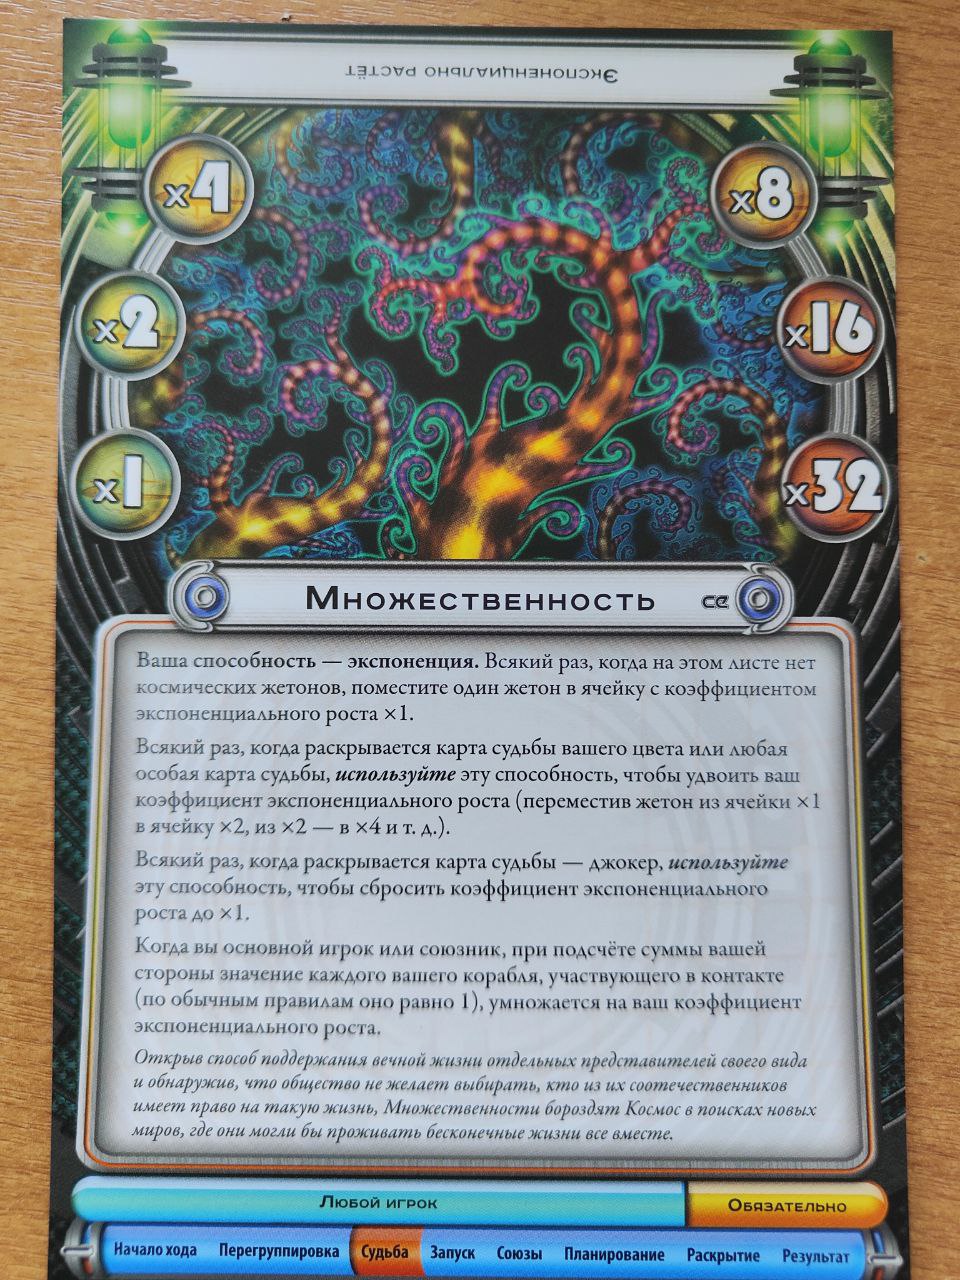 Экспоненциально растёт
x4
x8
x2
x16
x1
x32
Множественность
ce
Ваша способность — экспоненция. Всякий раз, когда на этом листе нет
космических жетонов, поместите один жетон в ячейку с коэффициентом
экспоненциального роста ×1.
Всякий раз, когда раскрывается карта судьбы вашего цвета или любая
особая карта судьбы, используйте эту способность, чтобы удвоить ваш
коэффициент экспоненциального роста (переместив жетон из ячейки ×1
в ячейку ×2, из ×2 — в ×4 и т. д.).
Всякий раз, когда раскрывается карта судьбы — джокер, используйте
эту способность, чтобы сбросить коэффициент экспоненциального
роста до ×1.
Когда вы основной игрок или союзник, при подсчёте суммы вашей
стороны значение каждого вашего корабля, участвующего в контакте
(по обычным правилам оно равно 1), умножается на ваш коэффициент
экспоненциального роста.
Открыв способ поддержания вечной жизни отдельных представителей своего вида
и обнаружив, что общество не желает выбирать, кто из их соотечественников
имеет право на такую жизнь, Множественности бороздят Космос в поисках новых
миров, где они могли бы проживать бесконечные жизни все вместе.
Любой игрок Обязательно
Начало хода Перегруппировка Судьба Запуск Союзы Планирование Раскрытие Результат